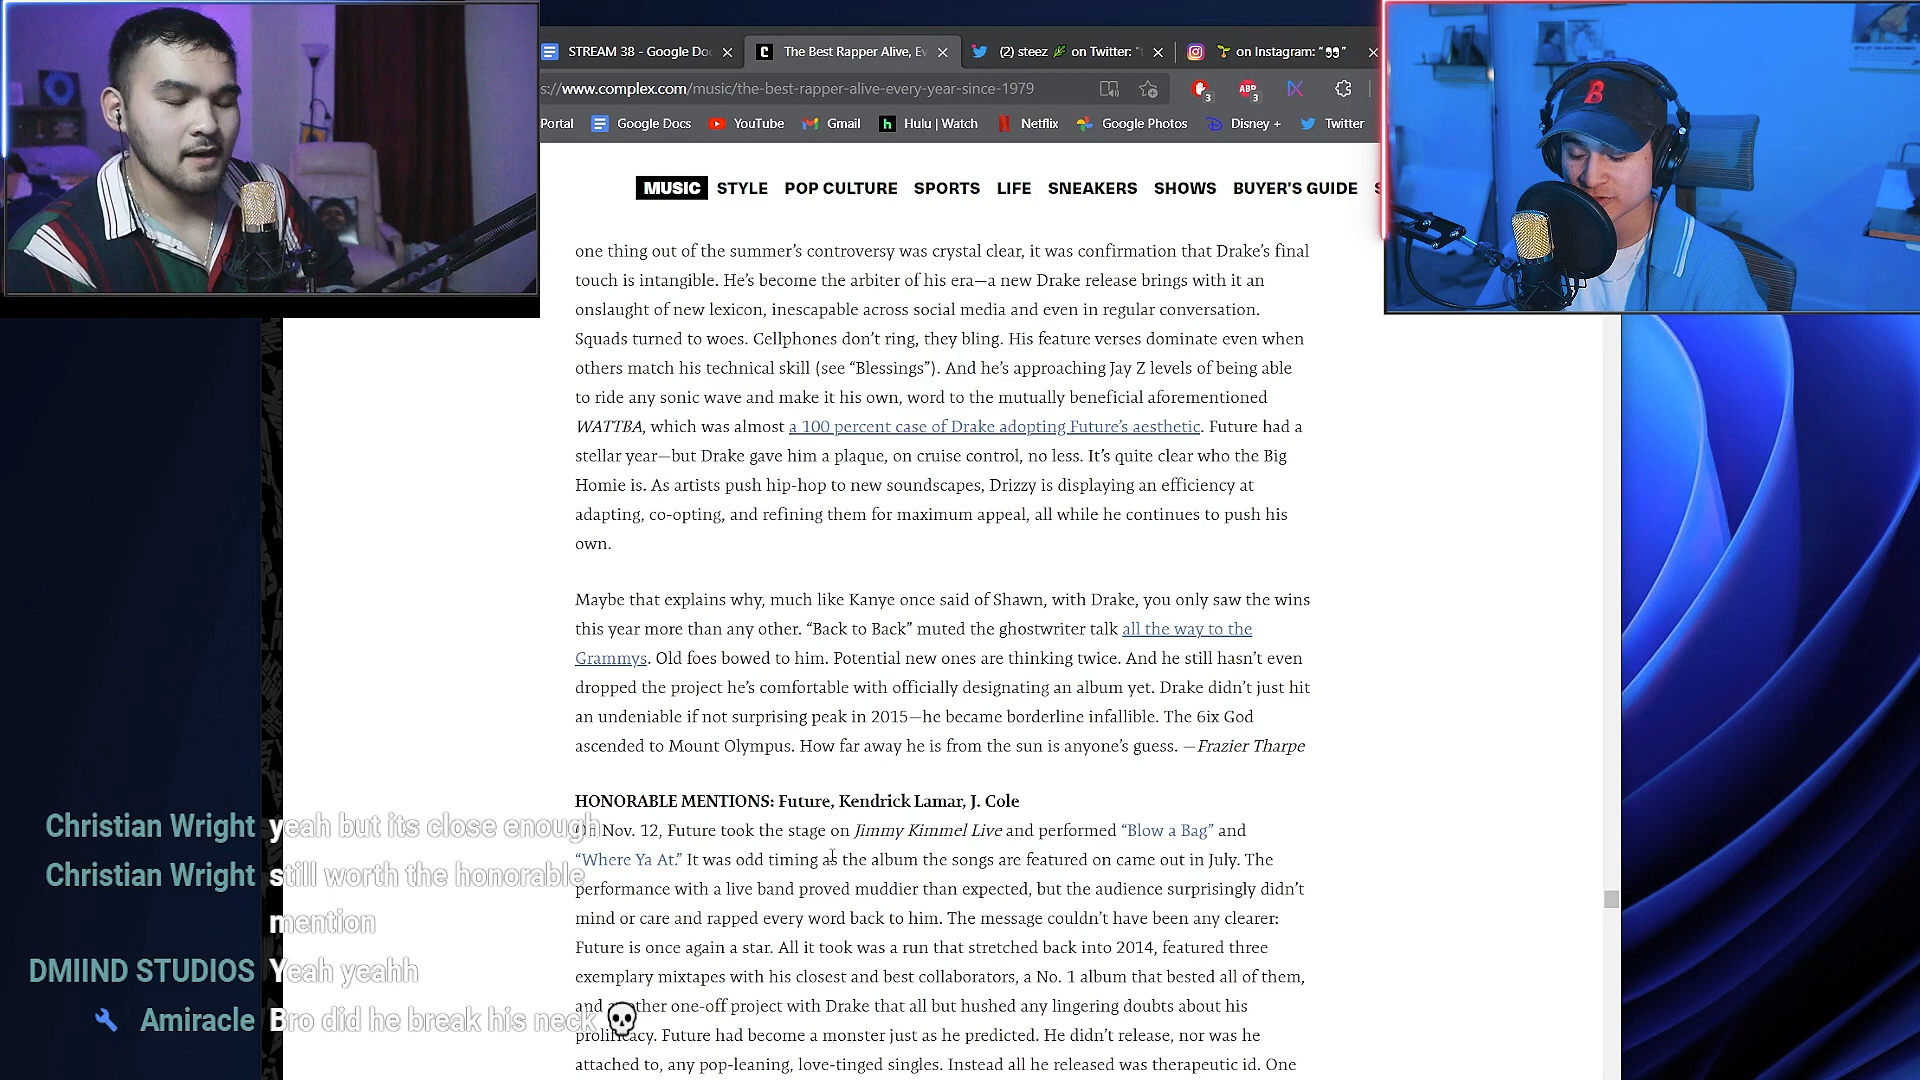 STREAM 38 - Google Do
The Best Rapper Alive, Ev
(2) steez on Twitter: "
on Instagram: "
s://www.complex.com/music/the-best-rapper-alive-every-year-since-1979
3
ABP
3
Portal
Google Docs
YouTube
Gmail
h
Hulu | Watch
Netflix
Google Photos
Disney +
Twitter
B
MUSIC STYLE POP CULTURE SPORTS LIFE SNEAKERS SHOWS BUYER'S GUIDE
one thing out of the summer’s controversy was crystal clear, it was confirmation that Drake’s final
touch is intangible. He’s become the arbiter of his era—a new Drake release brings with it an
onslaught of new lexicon, inescapable across social media and even in regular conversation.
Squads turned to woes. Cellphones don’t ring, they bling. His feature verses dominate even when
others match his technical skill (see “Blessings”). And he’s approaching Jay Z levels of being able
to ride any sonic wave and make it his own, word to the mutually beneficial aforementioned
WATTBA, which was almost a 100 percent case of Drake adopting Future’s aesthetic. Future had a
stellar year—but Drake gave him a plaque, on cruise control, no less. It’s quite clear who the Big
Homie is. As artists push hip-hop to new soundscapes, Drizzy is displaying an efficiency at
adapting, co-opting, and refining them for maximum appeal, all while he continues to push his
own.
Maybe that explains why, much like Kanye once said of Shawn, with Drake, you only saw the wins
this year more than any other. “Back to Back” muted the ghostwriter talk all the way to the
Grammys. Old foes bowed to him. Potential new ones are thinking twice. And he still hasn’t even
dropped the project he’s comfortable with officially designating an album yet. Drake didn’t just hit
an undeniable if not surprising peak in 2015—he became borderline infallible. The 6ix God
ascended to Mount Olympus. How far away he is from the sun is anyone’s guess. —Frazier Tharpe
HONORABLE MENTIONS: Future, Kendrick Lamar, J. Cole
On Nov. 12, Future took the stage on Jimmy Kimmel Live and performed “Blow a Bag” and
“Where Ya At.” It was odd timing as the album the songs are featured on came out in July. The
performance with a live band proved muddier than expected, but the audience surprisingly didn’t
mind or care and rapped every word back to him. The message couldn’t have been any clearer:
Future is once again a star. All it took was a run that stretched back into 2014, featured three
exemplary mixtapes with his closest and best collaborators, a No. 1 album that bested all of them,
and another one-off project with Drake that all but hushed any lingering doubts about his
prolificacy. Future had become a monster just as he predicted. He didn’t release, nor was he
attached to, any pop-leaning, love-tinged singles. Instead all he released was therapeutic id. One
Christian Wright yeah but its close enough
Christian Wright still worth the honorable
mention
DMIIND STUDIOS Yeah yeahh
Amiracle Bro did he break his neck 💀